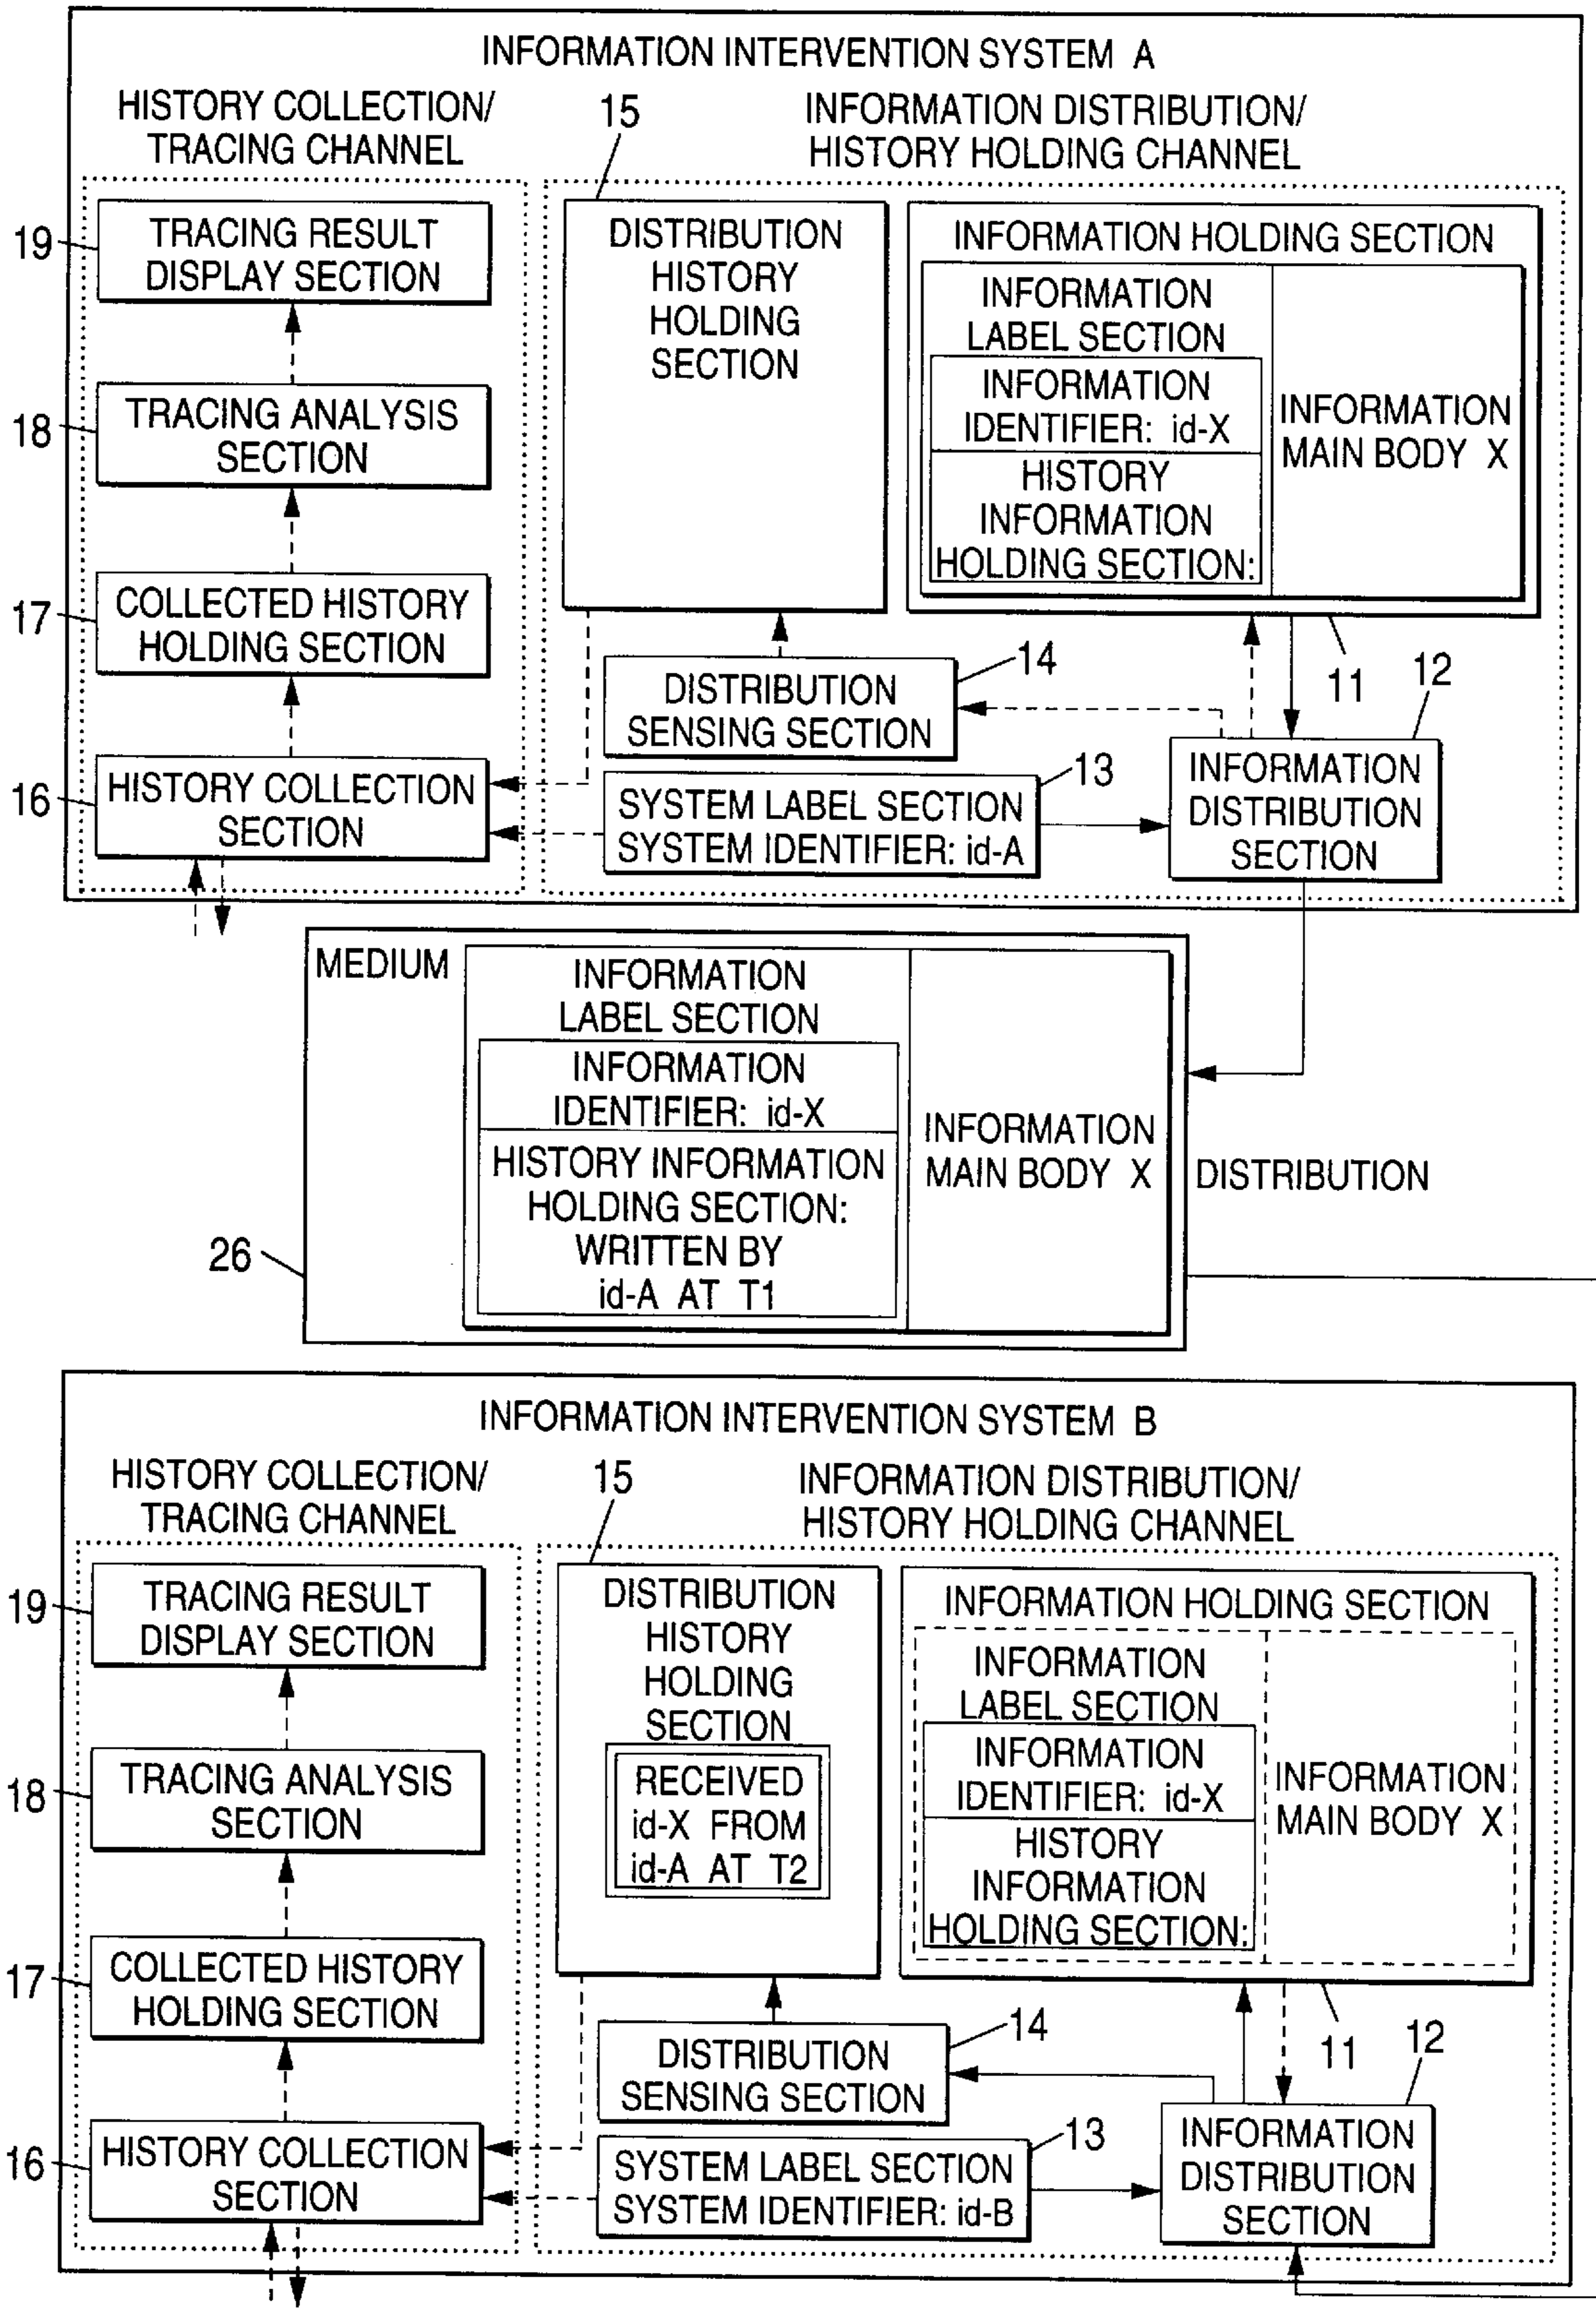 INFORMATION INTERVENTION SYSTEM A
HISTORY COLLECTION/
TRACING CHANNEL
15
INFORMATION DISTRIBUTION/
HISTORY HOLDING CHANNEL
19
TRACING RESULT
DISPLAY SECTION
18
TRACING ANALYSIS
SECTION
17
COLLECTED HISTORY
HOLDING SECTION
16
HISTORY COLLECTION
SECTION
DISTRIBUTION
HISTORY
HOLDING
SECTION
INFORMATION HOLDING SECTION
INFORMATION
LABEL SECTION
INFORMATION
IDENTIFIER: id-X
HISTORY
INFORMATION
HOLDING SECTION:
INFORMATION
MAIN BODY X
14
DISTRIBUTION
SENSING SECTION
11
12
13
SYSTEM LABEL SECTION
SYSTEM IDENTIFIER: id-A
INFORMATION
DISTRIBUTION
SECTION
MEDIUM
INFORMATION
LABEL SECTION
INFORMATION
IDENTIFIER: id-X
HISTORY INFORMATION
HOLDING SECTION:
WRITTEN BY
id-A AT T1
INFORMATION
MAIN BODY X
DISTRIBUTION
26
INFORMATION INTERVENTION SYSTEM B
HISTORY COLLECTION/
TRACING CHANNEL
15
INFORMATION DISTRIBUTION/
HISTORY HOLDING CHANNEL
19
TRACING RESULT
DISPLAY SECTION
18
TRACING ANALYSIS
SECTION
17
COLLECTED HISTORY
HOLDING SECTION
16
HISTORY COLLECTION
SECTION
DISTRIBUTION
HISTORY
HOLDING
SECTION
RECEIVED
id-X FROM
id-A AT T2
INFORMATION HOLDING SECTION
INFORMATION
LABEL SECTION
INFORMATION
IDENTIFIER: id-X
HISTORY
INFORMATION
HOLDING SECTION:
INFORMATION
MAIN BODY X
14
DISTRIBUTION
SENSING SECTION
11
12
13
SYSTEM LABEL SECTION
SYSTEM IDENTIFIER: id-B
INFORMATION
DISTRIBUTION
SECTION